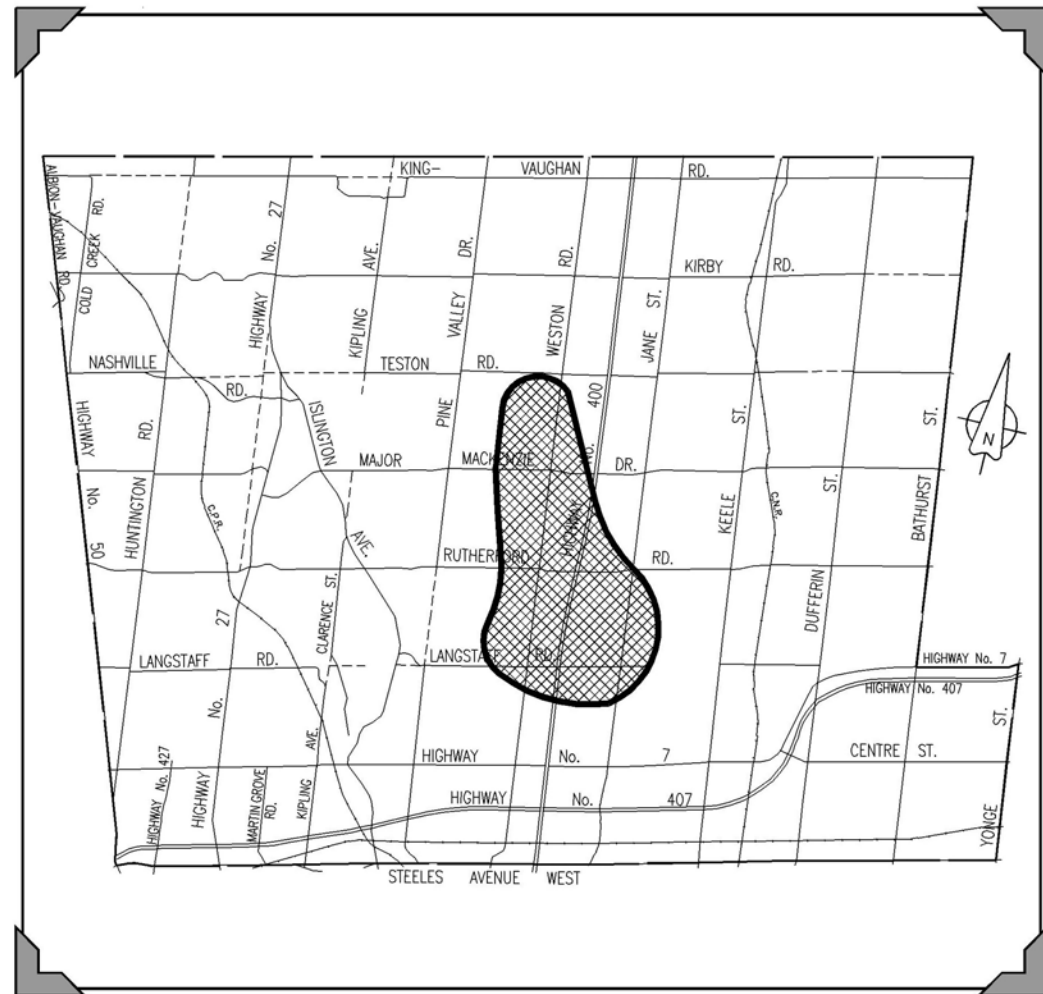 KING- VAUGHAN RD.
ALBION-VAUGHAN RD.
COLD CREEK RD.
HIGHWAY No. 27
KIPLING AVE.
PINE VALLEY DR.
WESTON RD.
KIRBY RD.
JANE ST.
NASHVILLE RD.
TESTON RD.
400
HIGHWAY No.
HIGHWAY No. 50
HUNTINGTON RD.
ISLINGTON AVE.
MAJOR MACKENZIE DR.
C.P.R.
KEELE ST.
C.N.R.
DUFFERIN ST.
BATHURST ST.
N
RUTHERFORD RD.
CLARENCE ST.
LANGSTAFF RD.
LANGSTAFF RD.
HIGHWAY No. 7
HIGHWAY No. 407
HIGHWAY No. 27
HIGHWAY No. 7
CENTRE ST.
HIGHWAY No. 427
MARTIN GROVE RD.
KIPLING AVE.
HIGHWAY No. 407
YONGE ST.
STEELES AVENUE WEST